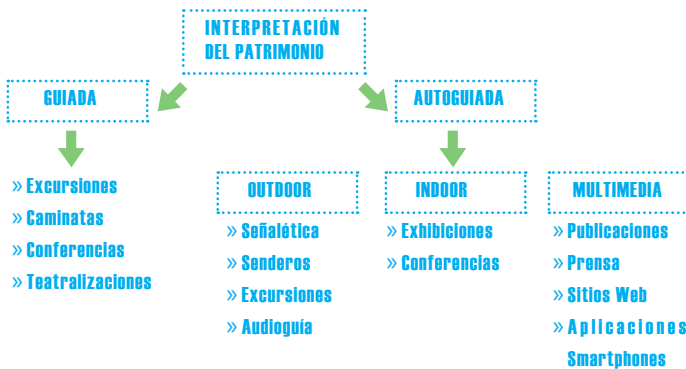 INTERPRETACIÓN
DEL PATRIMONIO
GUIADA
AUTOGUIADA
» Excursiones
» Caminatas
» Conferencias
» Teatralizaciones
OUTDOOR
» Señalética
» Senderos
» Excursiones
» Audioguía
INDOOR
» Exhibiciones
» Conferencias
MULTIMEDIA
» Publicaciones
» Prensa
» Sitios Web
» Aplicaciones
Smartphones